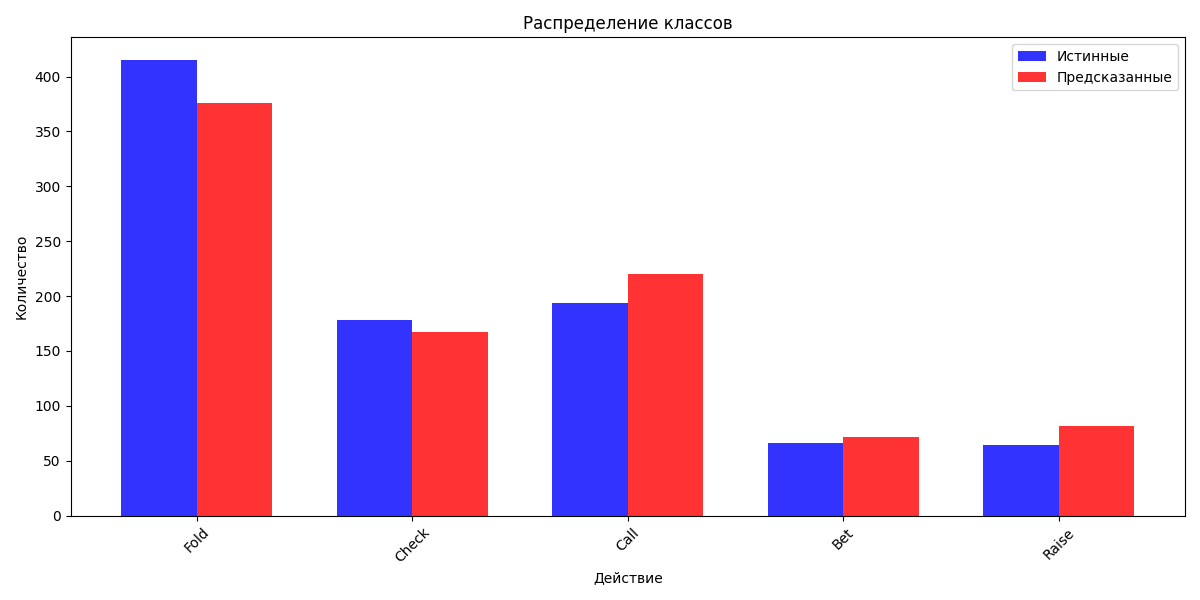 Распределение классов
Истинные
Предсказанные
Количество
400
350
300
250
200
150
100
50
0
Fold
Check
Call
Bet
Raise
Действие